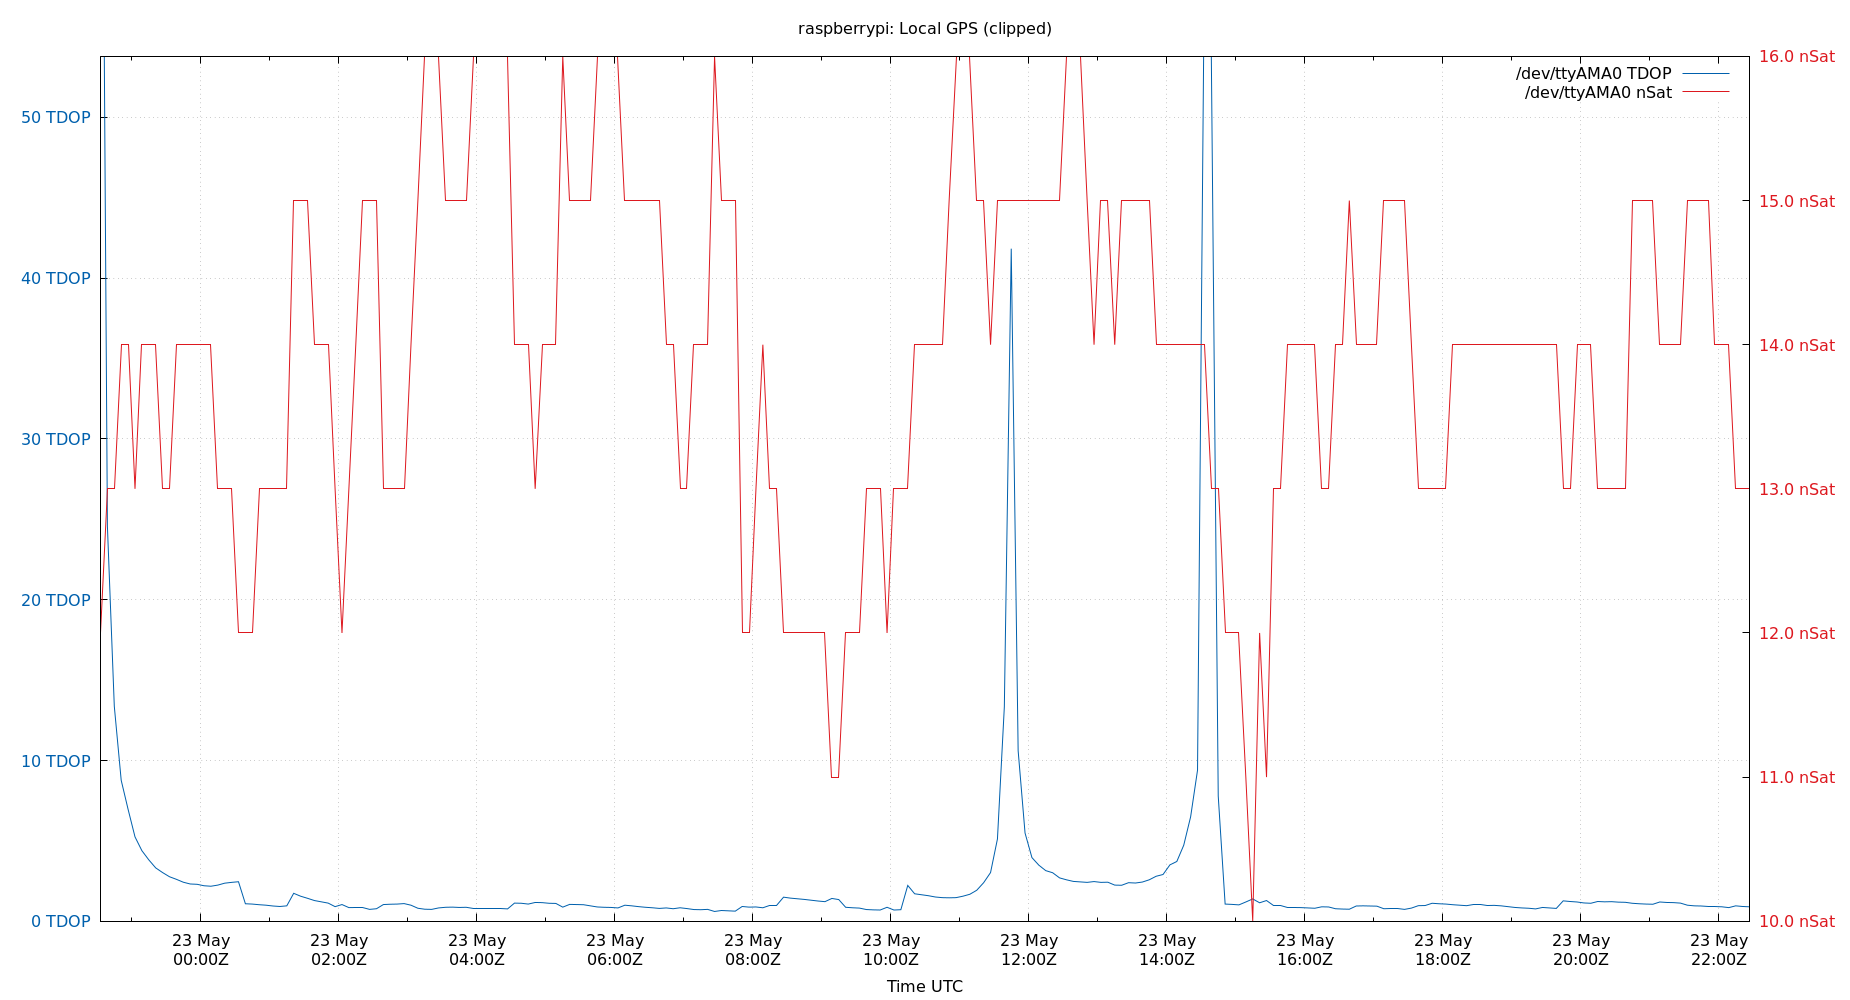 raspberrypi: Local GPS (clipped)
16.0 nSat
/dev/ttyAMA0 TDOP
/dev/ttyAMA0 nSat
50 TDOP
15.0 nSat
40 TDOP
14.0 nSat
30 TDOP
13.0 nSat
20 TDOP
12.0 nSat
10 TDOP
11.0 nSat
0 TDOP
10.0 nSat
23 May 23 May 23 May 23 May 23 May 23 May 23 May 23 May 23 May 23 May 23 May 23 May
00:00Z 02:00Z 04:00Z 06:00Z 08:00Z 10:00Z 12:00Z 14:00Z 16:00Z 18:00Z 20:00Z 22:00Z
Time UTC